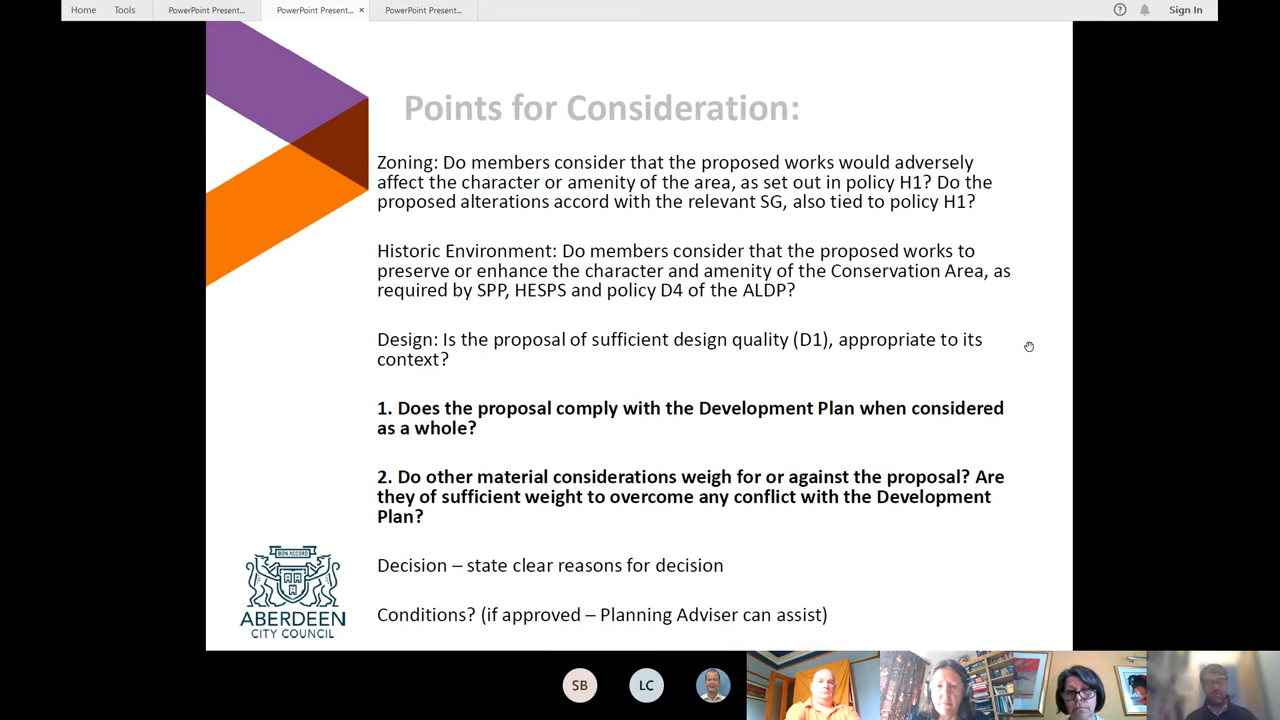 Home Tools PowerPoint Present... PowerPoint Present... × PowerPoint Present... ? Sign In
Points for Consideration:
Zoning: Do members consider that the proposed works would adversely
affect the character or amenity of the area, as set out in policy H1? Do the
proposed alterations accord with the relevant SG, also tied to policy H1?
Historic Environment: Do members consider that the proposed works to
preserve or enhance the character and amenity of the Conservation Area, as
required by SPP, HESPS and policy D4 of the ALDP?
Design: Is the proposal of sufficient design quality (D1), appropriate to its
context?
1. Does the proposal comply with the Development Plan when considered
as a whole?
2. Do other material considerations weigh for or against the proposal? Are
they of sufficient weight to overcome any conflict with the Development
Plan?
Decision – state clear reasons for decision
Conditions? (if approved – Planning Adviser can assist)
BON ACCORD
ABERDEEN
CITY COUNCIL
SB LC